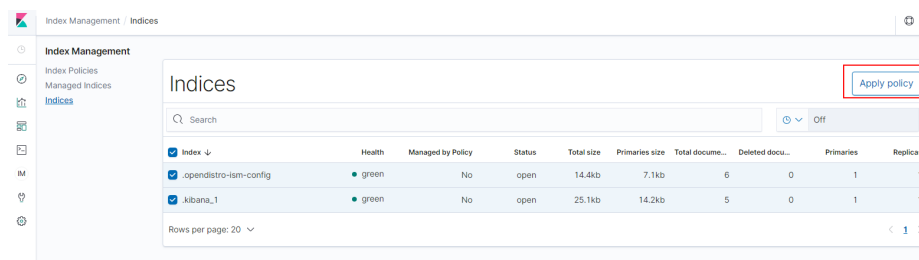 Index Management / Indices
Index Management
Index Policies
Managed Indices
Indices
Indices
Apply policy
Search
Off
Index ↓ Health Managed by Policy Status Total size Primaries size Total docume... Deleted docu... Primaries Replica
.opendistro-ism-config green No open 14.4kb 7.1kb 6 0 1
.kibana_1 green No open 25.1kb 14.2kb 5 0 1
IM
Rows per page: 20
< 1